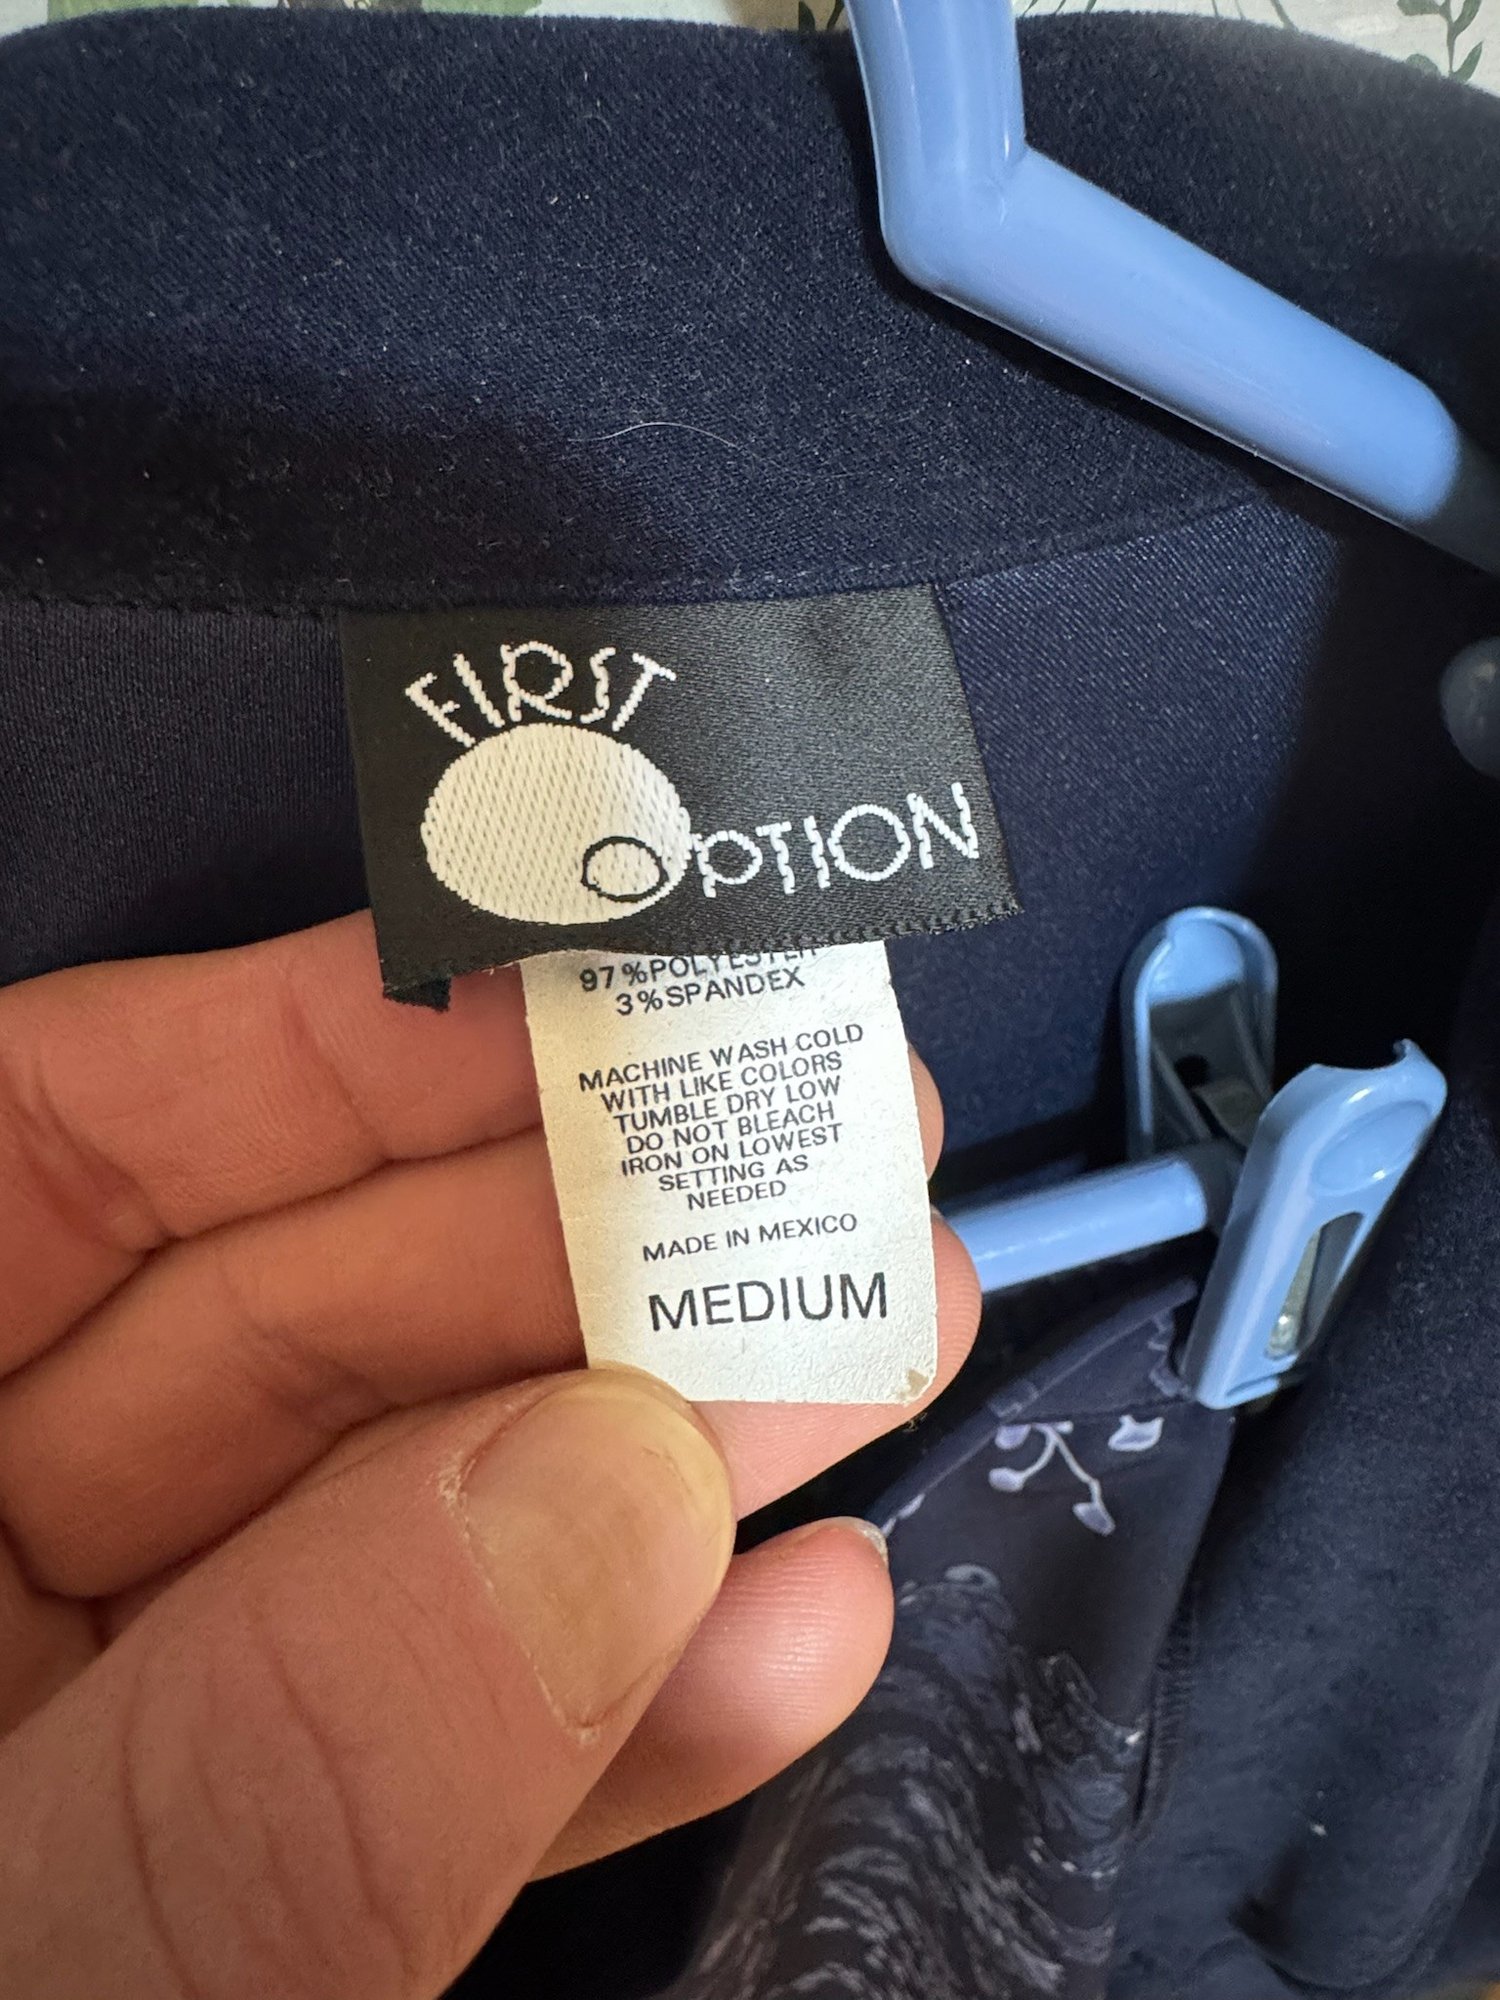 FIRST
OPTION
97%POLYESTER
3%SPANDEX
MACHINE WASH COLD
WITH LIKE COLORS
TUMBLE DRY LOW
DO NOT BLEACH
IRON ON LOWEST
SETTING AS
NEEDED
MADE IN MEXICO
MEDIUM